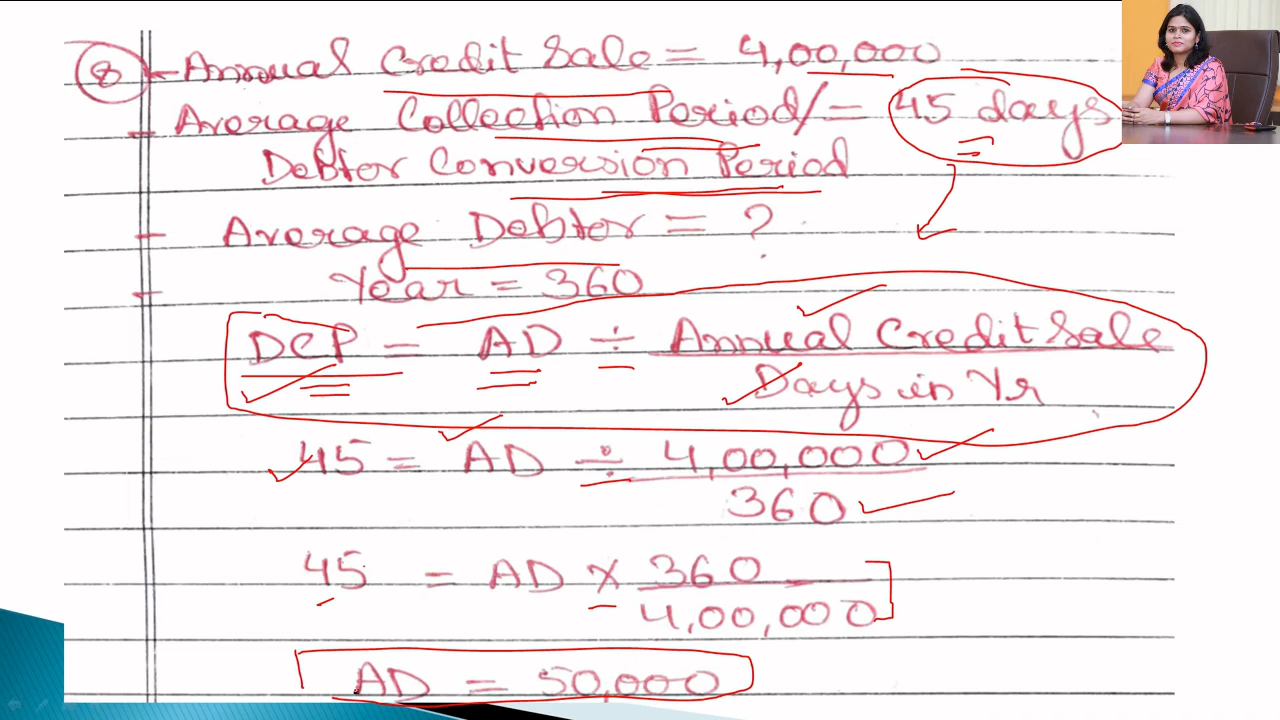 8 - Annual Credit Sale = 4,00,000
- Average Collection Period/= 45 days
Debtor Conversion Period
- Average Debtor = ?
- Year = 360
DCP = AD ÷ Annual Credit Sale
Days in Yr
45 = AD ÷ 4,00,000
360
45 = AD × 360
4,00,000
AD = 50,000